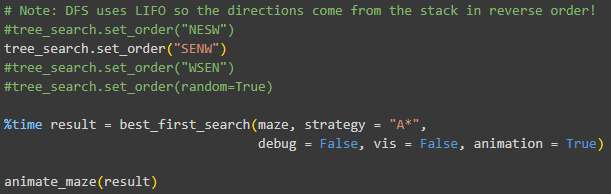 # Note: DFS uses LIFO so the directions come from the stack in reverse order!
#tree_search.set_order("NESW")
tree_search.set_order("SENW")
#tree_search.set_order("WSEN")
#tree_search.set_order(random=True)
%time result = best_first_search(maze, strategy = "A*",
debug = False, vis = False, animation = True)
animate_maze(result)